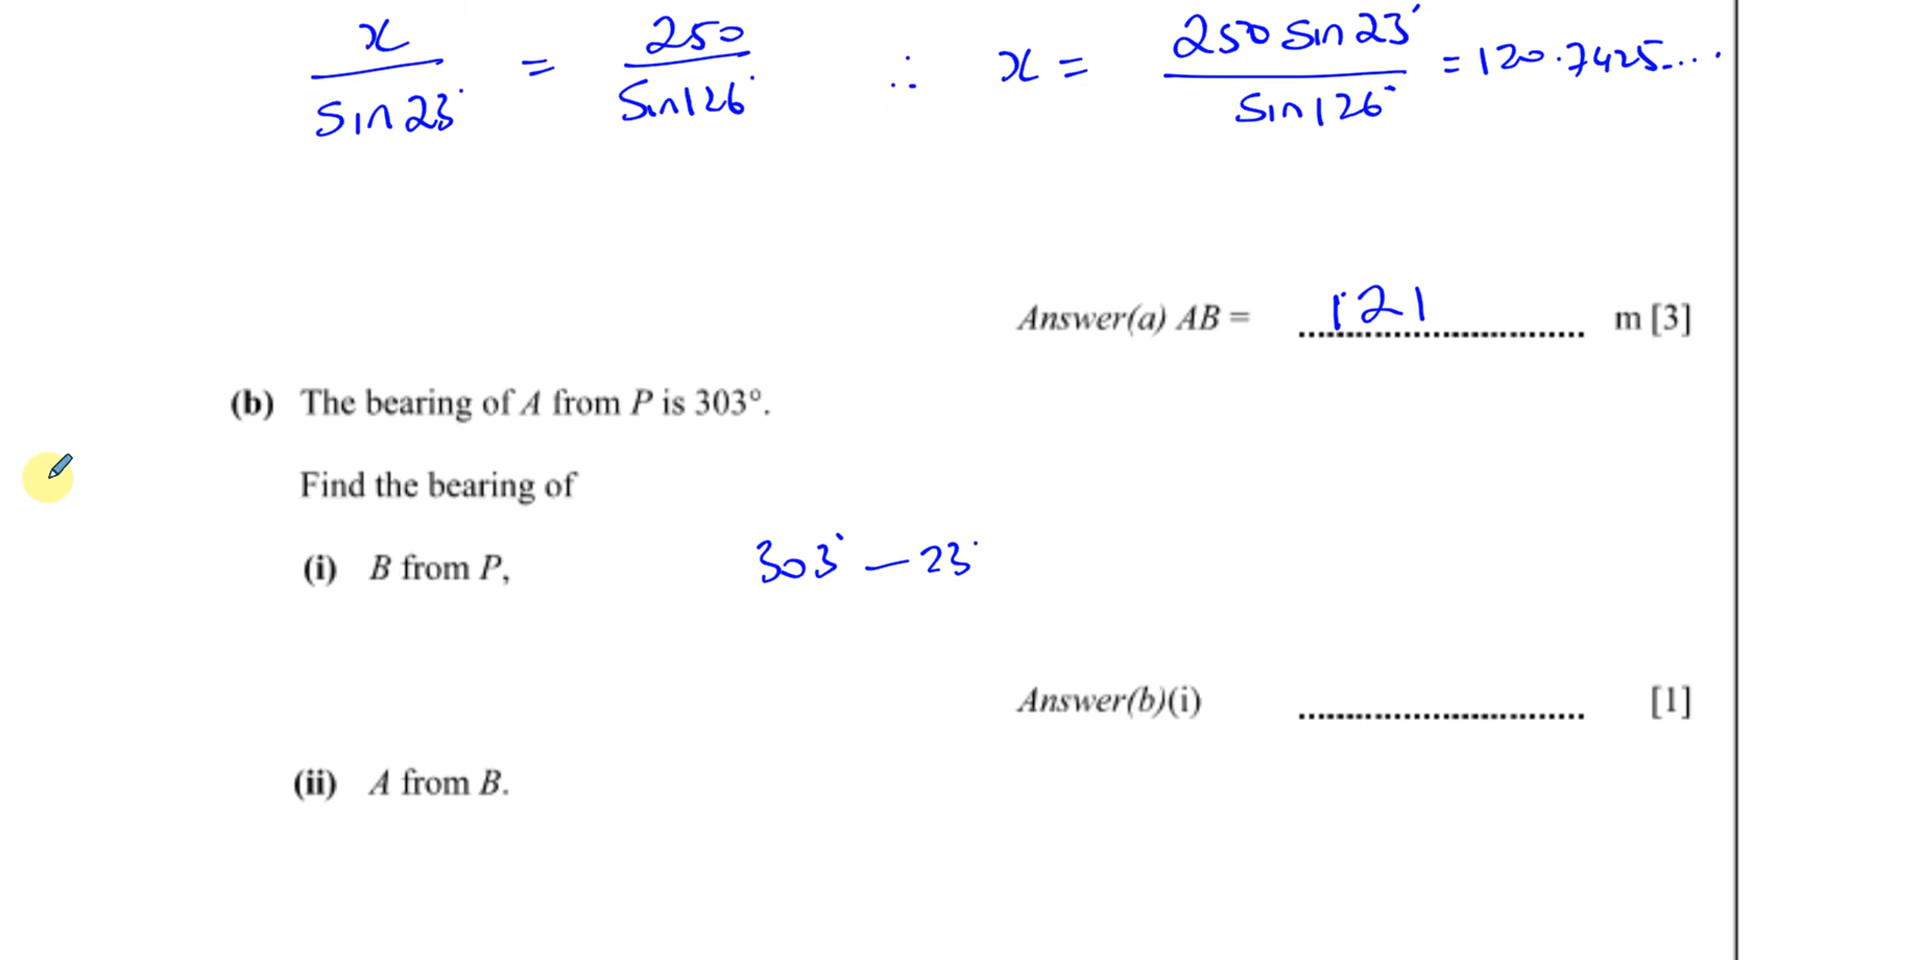 x / sin 23° = 250 / sin 126° ∴ x = 250 sin 23° / sin 126° = 120.7425....
Answer(a) AB = 121 m [3]
(b) The bearing of A from P is 303°.
Find the bearing of
(i) B from P, 303° – 23°
Answer(b)(i) ............................ [1]
(ii) A from B.